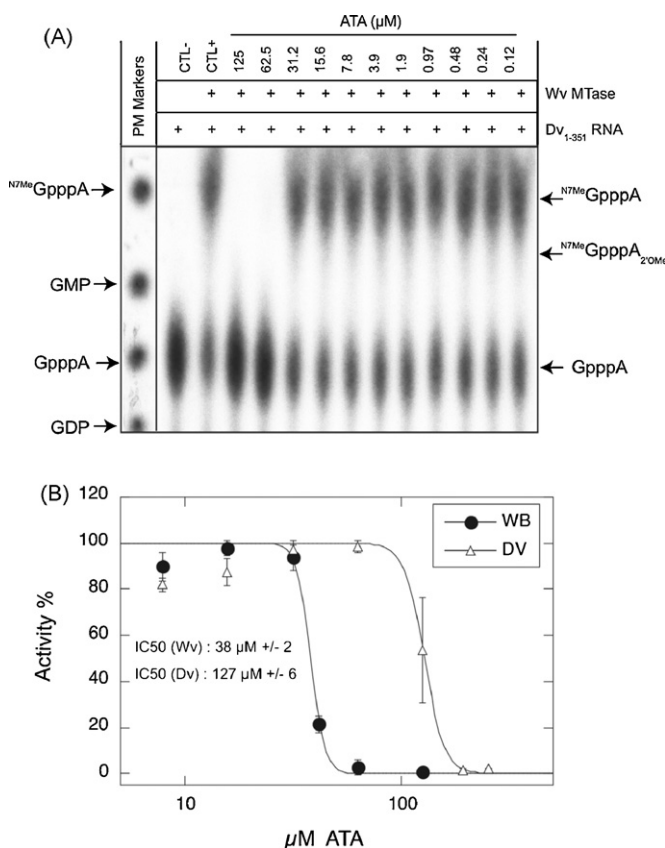 (A)
ATA (µM)
PM Markers
CTL-
CTL+
125
62.5
31.2
15.6
7.8
3.9
1.9
0.97
0.48
0.24
0.12
+ + + + + + + + + + + + Wv MTase
+ + + + + + + + + + + + + Dv1-351 RNA
N7MeGpppA
N7MeGpppA
N7MeGpppA2'OMe
GMP
GpppA
GpppA
GDP
(B)
120
100
80
60
40
20
0
Activity %
WB
DV
IC50 (Wv) : 38 µM +/- 2
IC50 (Dv) : 127 µM +/- 6
10
100
µM ATA